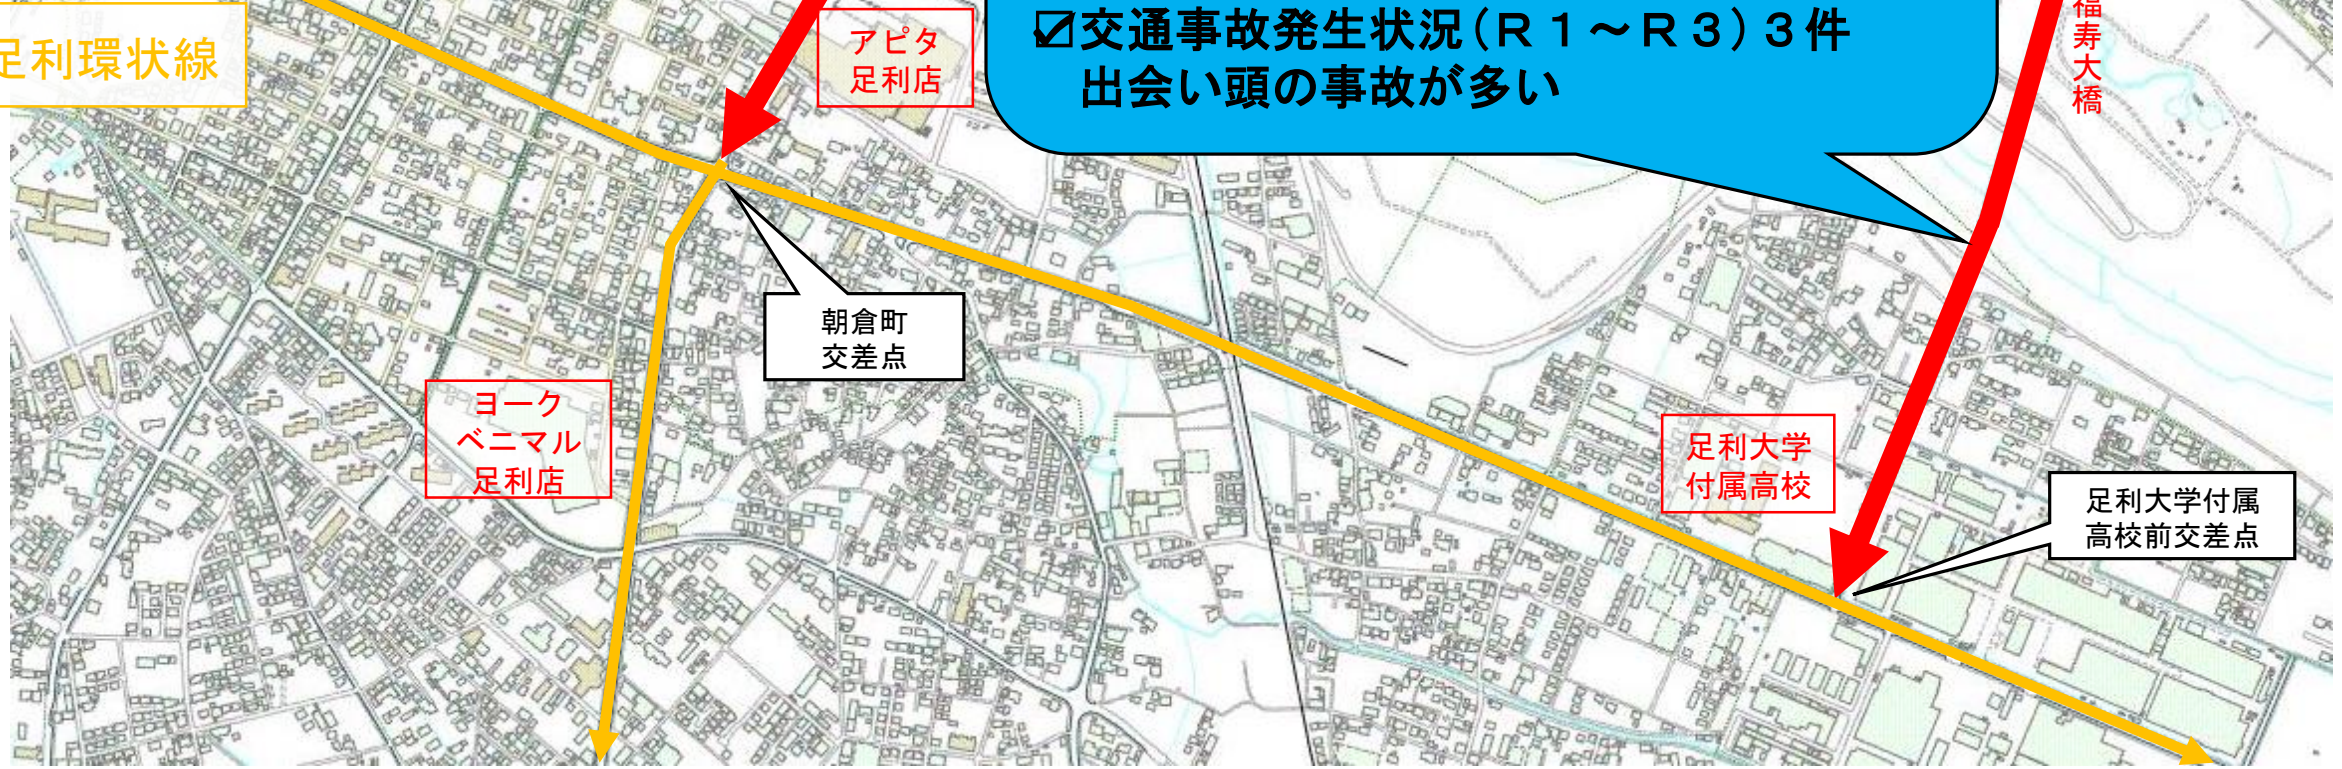 足利環状線
アピタ
足利店
☑交通事故発生状況(R1～R3)3件
出会い頭の事故が多い
福寿大橋
朝倉町
交差点
ヨーク
ベニマル
足利店
足利大学
付属高校
足利大学付属
高校前交差点